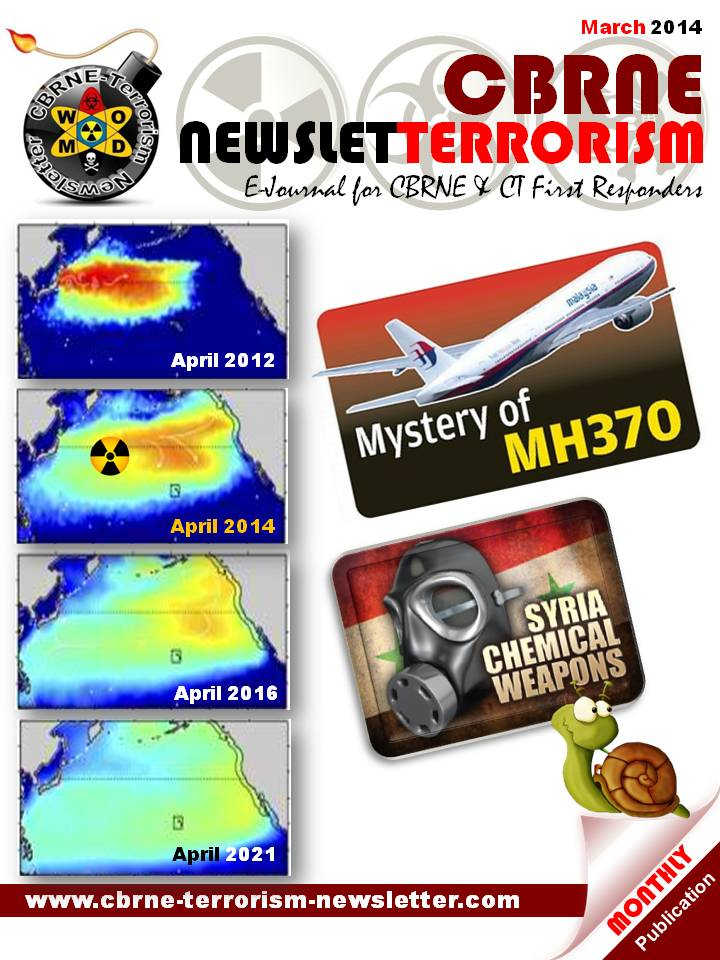 March 2014
CBRNE
NEWSLETTERRORISM
E-Journal for CBRNE & CT First Responders
CBRNE-Terrorism Newsletter
W O
M D
April 2012
April 2014
April 2016
April 2021
malaysia
Mystery of
MH370
SYRIA
CHEMICAL
WEAPONS
www.cbrne-terrorism-newsletter.com
MONTHLY
Publication